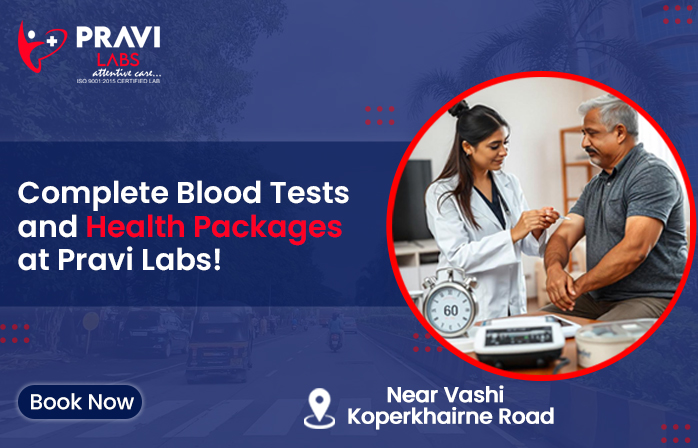 PRAVI
LABS
attentive care...
ISO 9001:2015 CERTIFIED LAB
Complete Blood Tests
and Health Packages
at Pravi Labs!
60
Book Now
Near Vashi
Koperkhairne Road